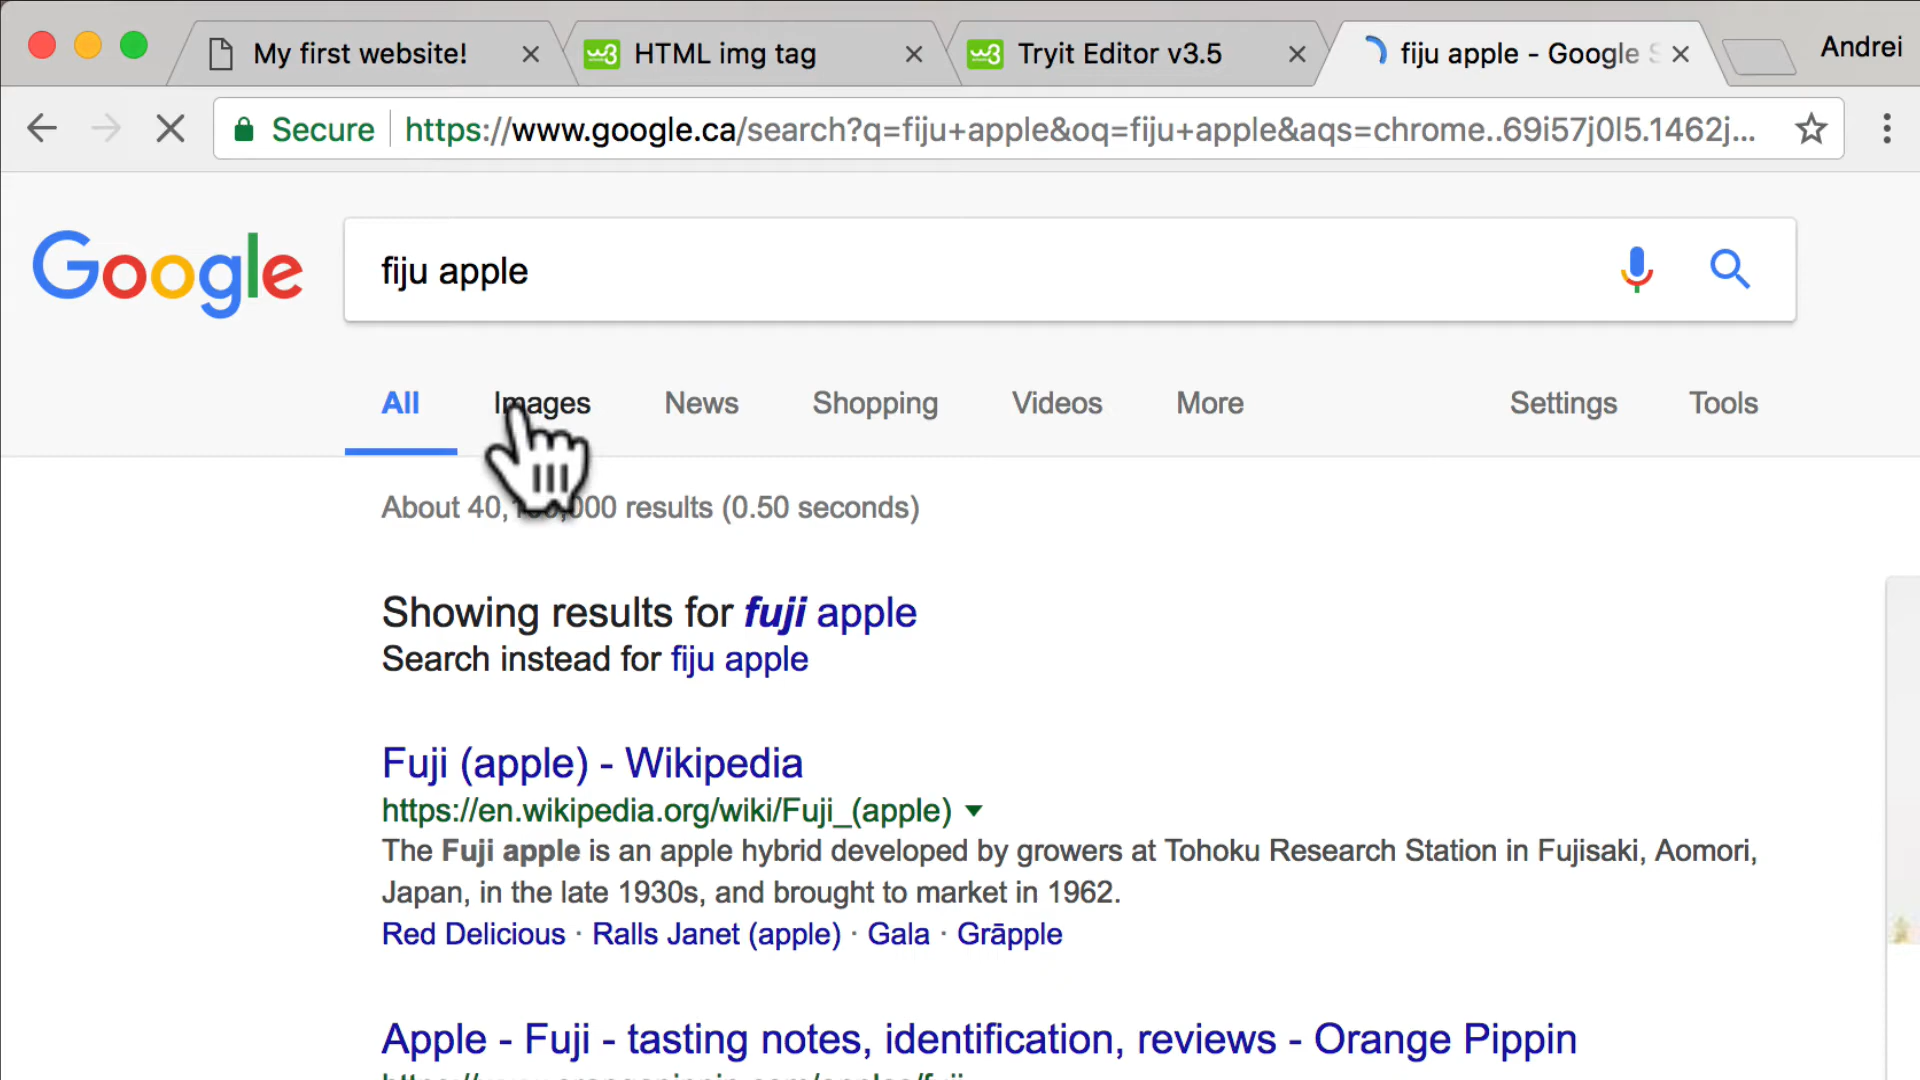 My first website!
HTML img tag
Tryit Editor v3.5
fiju apple - Google
Andrei
Secure
https://www.google.ca/search?q=fiju+apple&oq=fiju+apple&aqs=chrome..69i57j0l5.1462j...
Google
fiju apple
All
Images
News
Shopping
Videos
More
Settings
Tools
About 40, 000 results (0.50 seconds)
Showing results for fuji apple
Search instead for fiju apple
Fuji (apple) - Wikipedia
https://en.wikipedia.org/wiki/Fuji_(apple)
The Fuji apple is an apple hybrid developed by growers at Tohoku Research Station in Fujisaki, Aomori,
Japan, in the late 1930s, and brought to market in 1962.
Red Delicious · Ralls Janet (apple) · Gala · Grāpple
Apple - Fuji - tasting notes, identification, reviews - Orange Pippin